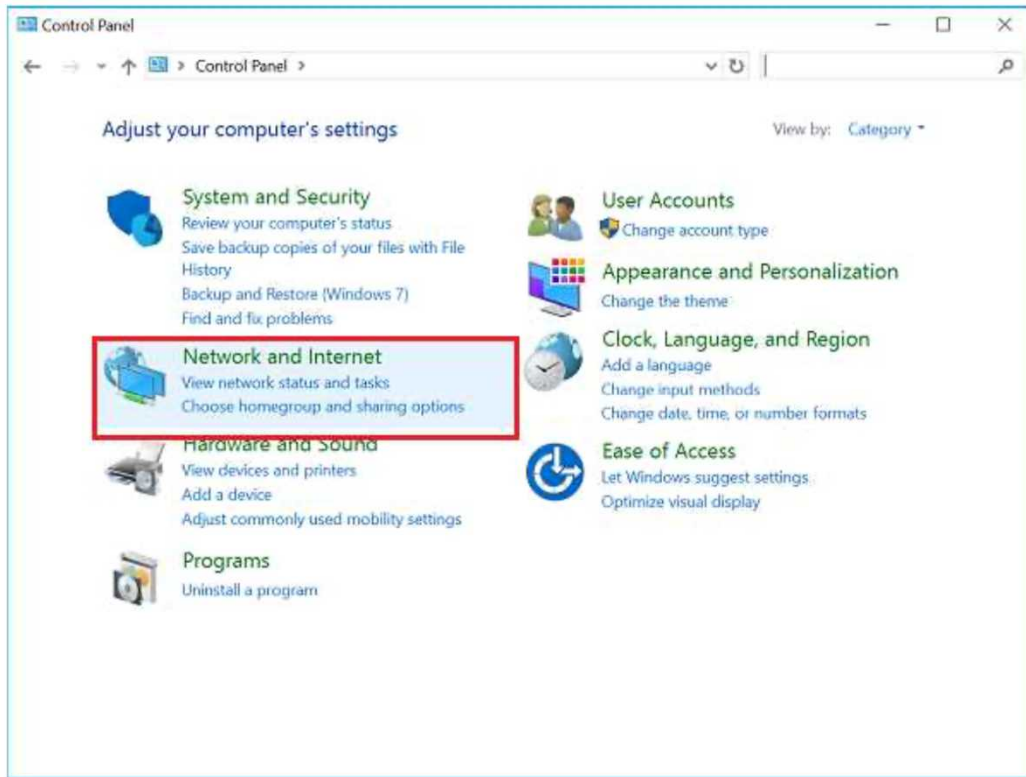 Control Panel
Control Panel
Adjust your computer's settings
View by: Category
System and Security
Review your computer's status
Save backup copies of your files with File
History
Backup and Restore (Windows 7)
Find and fix problems
Network and Internet
View network status and tasks
Choose homegroup and sharing options
Hardware and Sound
View devices and printers
Add a device
Adjust commonly used mobility settings
Programs
Uninstall a program
User Accounts
Change account type
Appearance and Personalization
Change the theme
Clock, Language, and Region
Add a language
Change input methods
Change date, time, or number formats
Ease of Access
Let Windows suggest settings
Optimize visual display